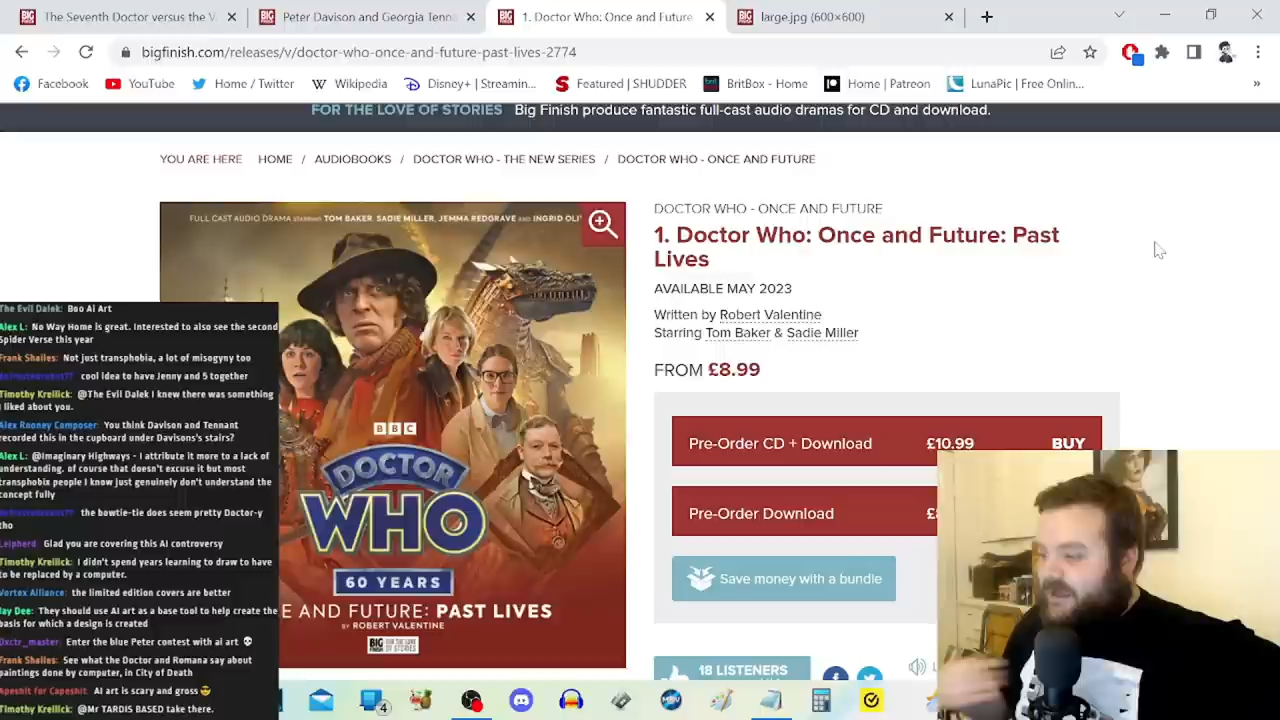 The Seventh Doctor versus the V
Peter Davison and Georgia Tenn
1. Doctor Who: Once and Future
large.jpg (600×600)
bigfinish.com/releases/v/doctor-who-once-and-future-past-lives-2774
Facebook
YouTube
Home / Twitter
Wikipedia
Disney+ | Streamin...
Featured | SHUDDER
BritBox - Home
Home | Patreon
LunaPic | Free Onlin...
»
FOR THE LOVE OF STORIES Big Finish produce fantastic full-cast audio dramas for CD and download.
YOU ARE HERE HOME / AUDIOBOOKS / DOCTOR WHO - THE NEW SERIES / DOCTOR WHO - ONCE AND FUTURE
FULL CAST AUDIO DRAMA STARRING TOM BAKER, SADIE MILLER, JEMMA REDGRAVE AND INGRID OLI
BBC
DOCTOR
WHO
60 YEARS
E AND FUTURE: PAST LIVES
BY ROBERT VALENTINE
BIG FINISH FOR THE LOVE OF STORIES
DOCTOR WHO - ONCE AND FUTURE
1. Doctor Who: Once and Future: Past
Lives
AVAILABLE MAY 2023
Written by Robert Valentine
Starring Tom Baker & Sadie Miller
FROM £8.99
Pre-Order CD + Download £10.99 BUY
Pre-Order Download
Save money with a bundle
18 LISTENERS
The Evil Dalek: Boo Ai Art
Alex L: No Way Home is great. Interested to also see the second
Spider Verse this year
Frank Shailes: Not just transphobia, a lot of misogyny too
cool idea to have Jenny and 5 together
Timothy Krellick: @The Evil Dalek I knew there was something
I liked about you.
Alex Rooney Composer: You think Davison and Tennant
recorded this in the cupboard under Davisons's stairs?
Alex L: @Imaginary Highways - I attribute it more to a lack of
understanding. of course that doesn't excuse it but most
transphobix people I know just genuinely don't understand the
concept fully
the bowtie-tie does seem pretty Doctor-y
tho
Leipherd Glad you are covering this AI controversy
Timothy Krellick: I didn't spend years learning to draw to have
to be replaced by a computer.
Vortex Alliance: the limited edition covers are better
Jay Dee: They should use AI art as a base tool to help create the
basis for which a design is created
Dxctr_master: Enter the blue Peter contest with ai art
Frank Shailes: See what the Doctor and Romana say about
paintings done by computer, in City of Death
Apeshit for Capeshit: AI art is scary and gross
Timothy Krellick: @Mr TARDIS BASED take there.
4